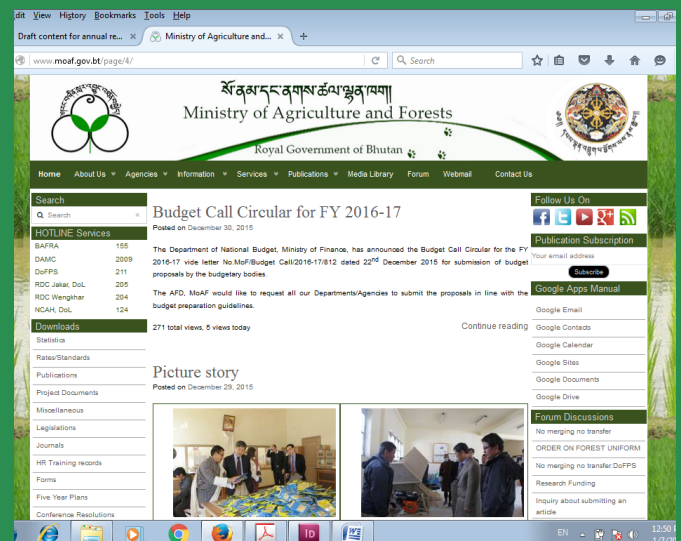 dit View History Bookmarks Tools Help
Draft content for annual re... ×
Ministry of Agriculture and... × +
www.moaf.gov.bt/page/4/
Search
སོ་ནམ་དང་ནགས་ཚལ་ལྷན་ཁག།
Ministry of Agriculture and Forests
Royal Government of Bhutan
Home About Us Agencies Information Services Publications Media Library Forum Webmail Contact Us
Search
Search
HOTLINE Services
BAFRA 155
DAMC 2009
DoFPS 211
RDC Jakar, DoL 205
RDC Wengkhar 204
NCAH, DoL 124
Downloads
Statistics
Rates/Standards
Publications
Project Documents
Miscellaneous
Legislations
Journals
HR Training records
Forms
Five Year Plans
Conference Resolutions
Budget Call Circular for FY 2016-17
Posted on December 30, 2015
The Department of National Budget, Ministry of Finance, has announced the Budget Call Circular for the FY
2016-17 vide letter No.MoF/Budget Call/2016-17/812 dated 22nd December 2015 for submission of budget
proposals by the budgetary bodies.
The AFD, MoAF would like to request all our Departments/Agencies to submit the proposals in line with the
budget preparation guidelines.
271 total views, 5 views today
Continue reading
Picture story
Posted on December 29, 2015
Follow Us On
Publication Subscription
Your email address
Subscribe
Google Apps Manual
Google Email
Google Contacts
Google Calendar
Google Sites
Google Documents
Google Drive
Forum Discussions
No merging no transfer
ORDER ON FOREST UNIFORM
No merging no transfer:DoFPS
Research Funding
Inquiry about submitting an
article
EN
12:50